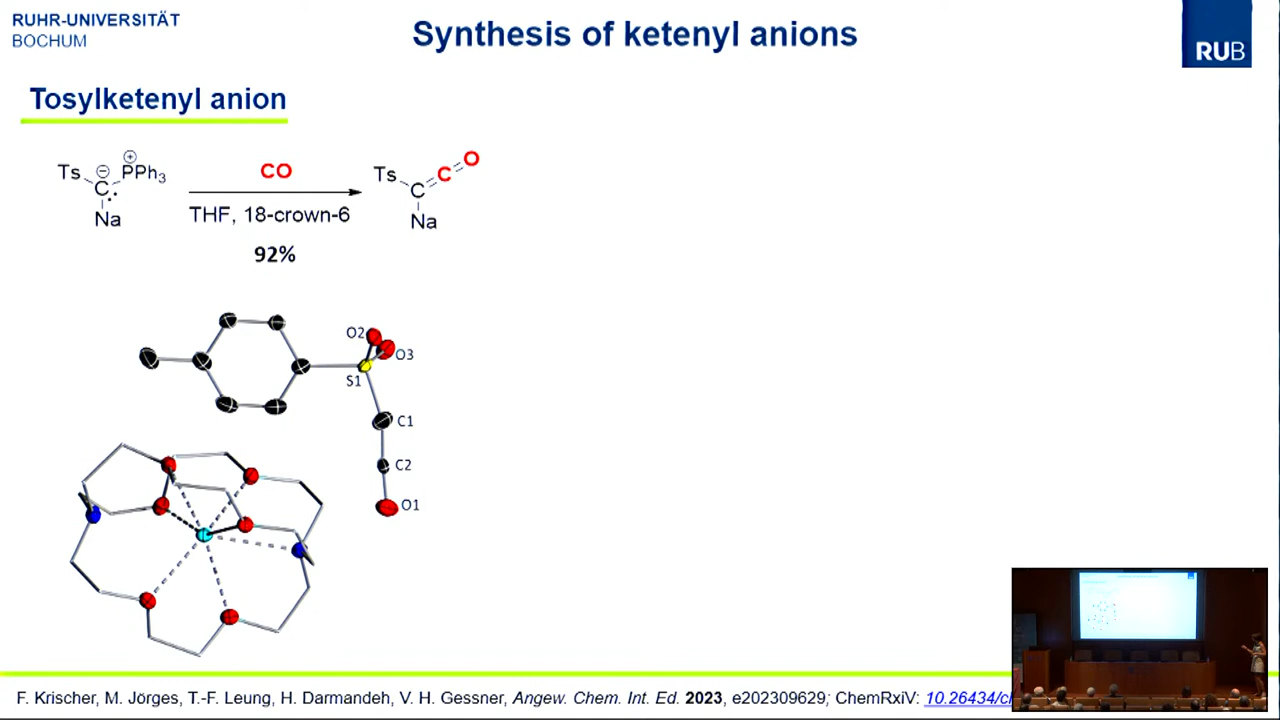 RUHR-UNIVERSITÄT
BOCHUM
Synthesis of ketenyl anions
RUB
Tosylketenyl anion
Ts ⊖ C: ⊕ PPh3 Na
CO
THF, 18-crown-6
92%
Ts C C O Na
O2
O3
S1
C1
C2
O1
F. Krischer, M. Jörges, T.-F. Leung, H. Darmandeh, V. H. Gessner, Angew. Chem. Int. Ed. 2023, e202309629; ChemRxiV: 10.26434/c